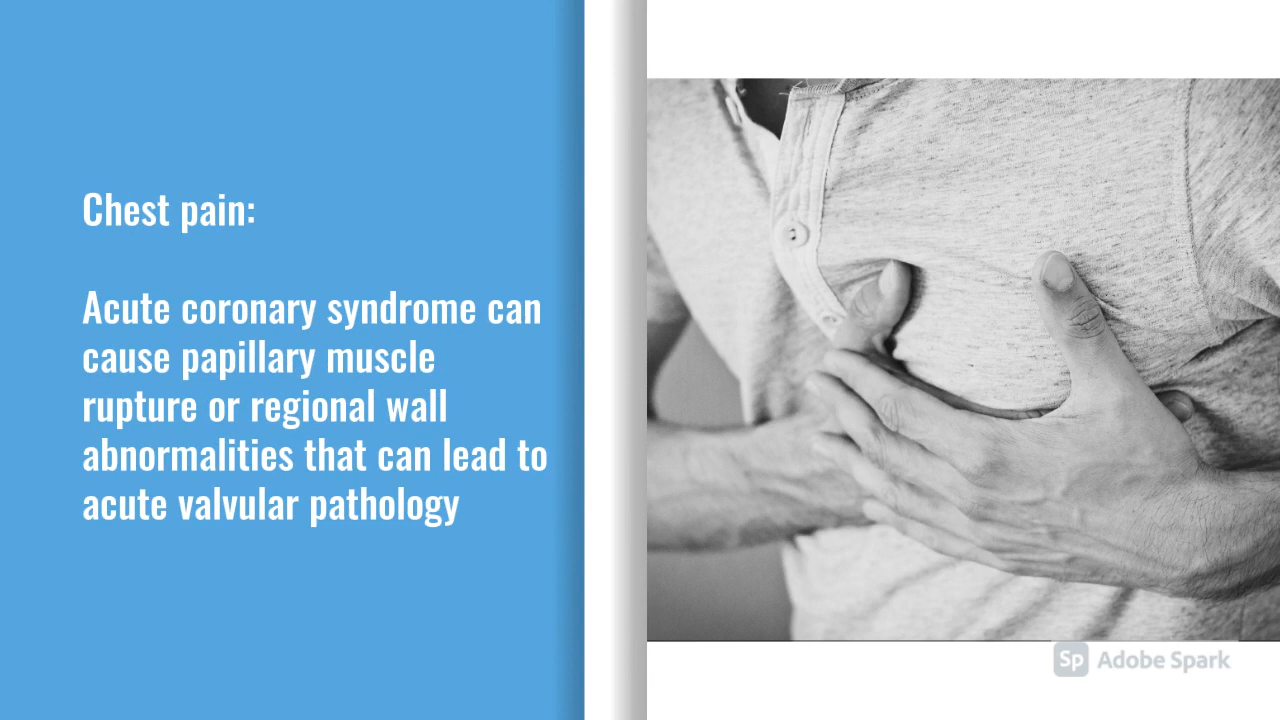 Chest pain:
Acute coronary syndrome can
cause papillary muscle
rupture or regional wall
abnormalities that can lead to
acute valvular pathology
Sp Adobe Spark